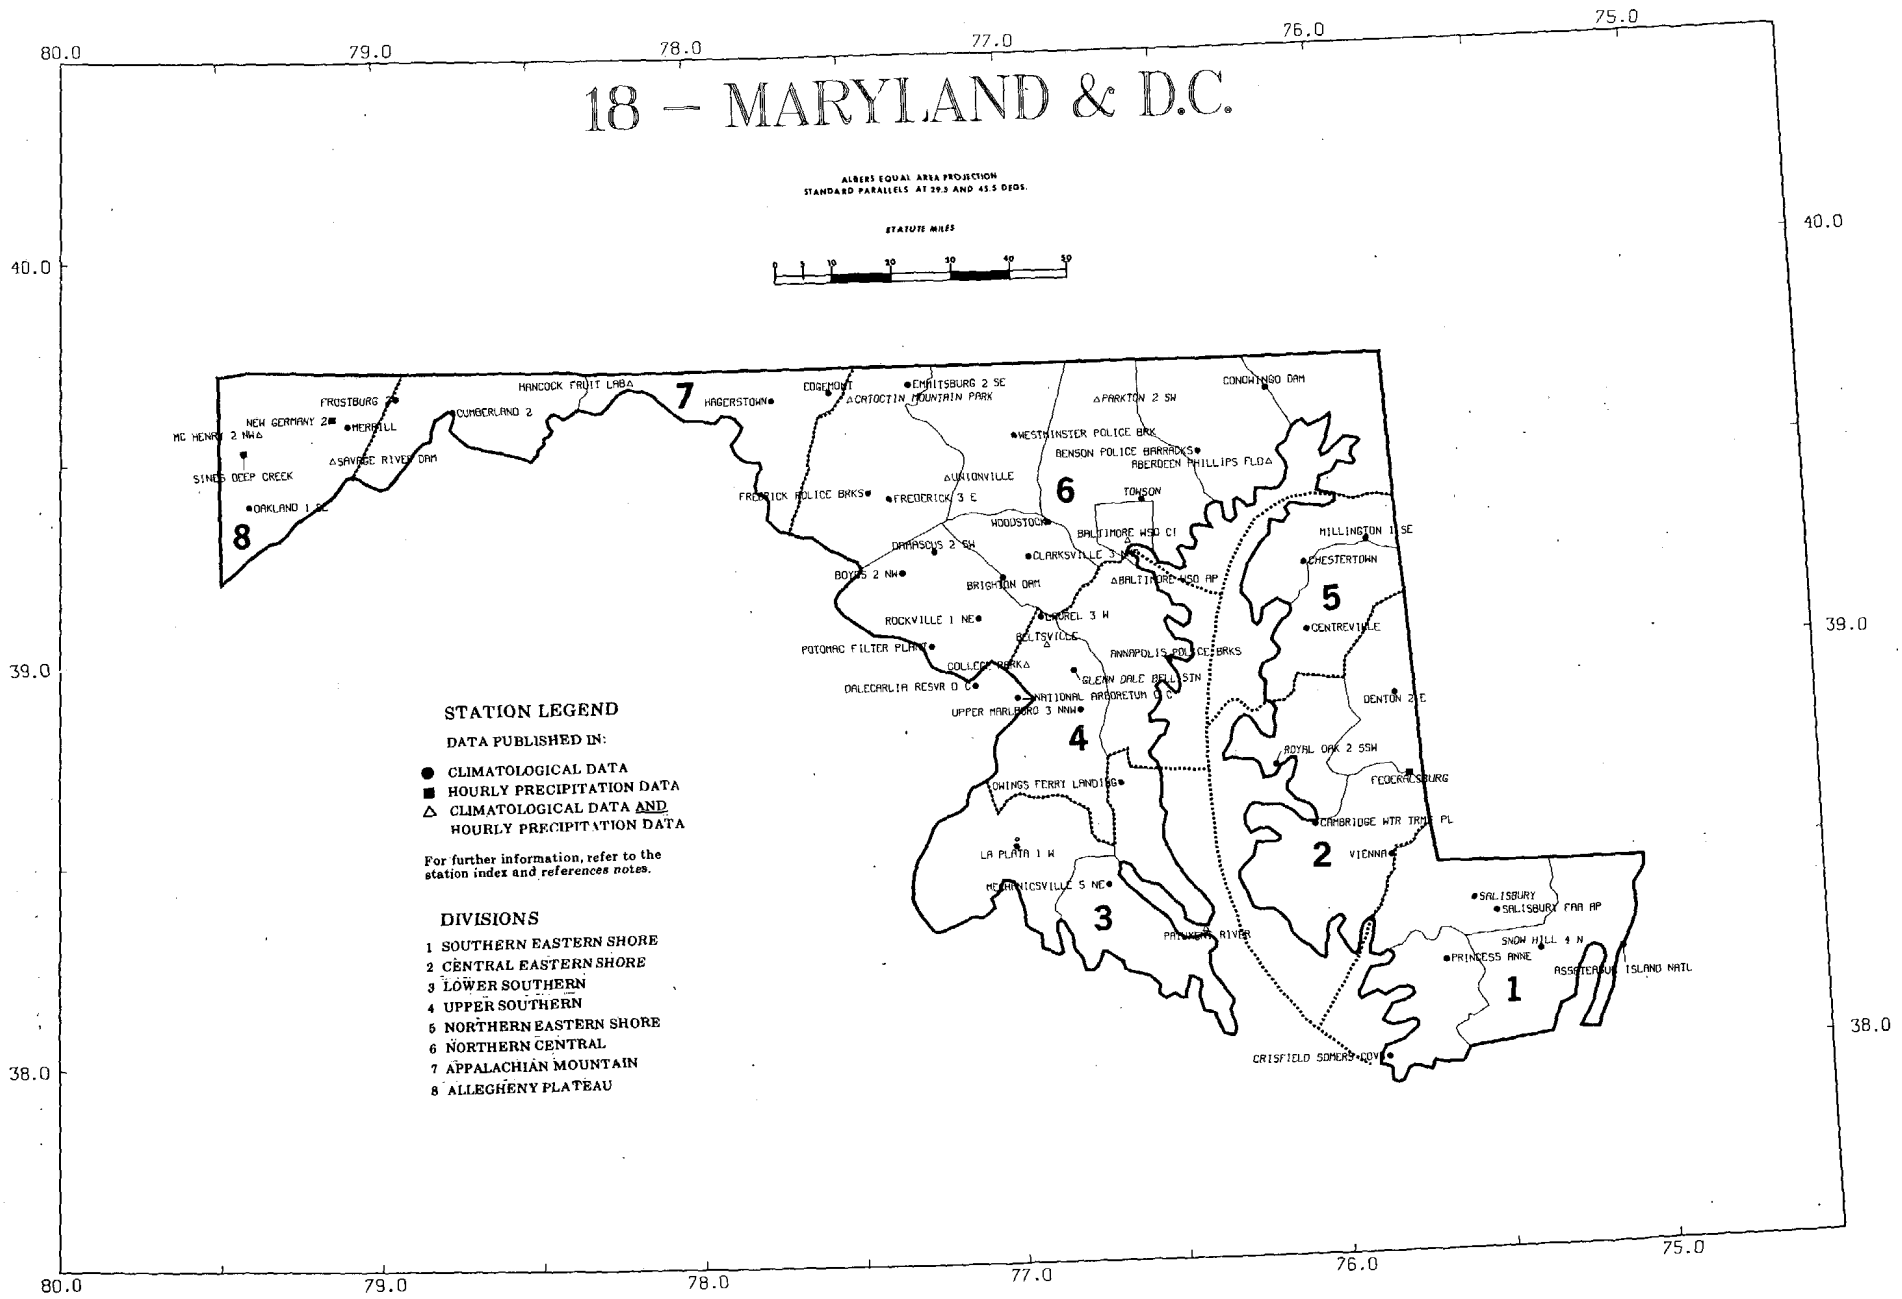 80.0 79.0 78.0 77.0 76.0 75.0
18 — MARYLAND & D.C.
ALBERS EQUAL AREA PROJECTION
STANDARD PARALLELS AT 29.5 AND 45.5 DEGS.
STATUTE MILES
0 5 10 20 30 40 50
40.0
40.0
HANCOCK FRUIT LAB
7
EDGEMONT
EMMITSBURG 2 SE
CONOWINGO DAM
FROSTBURG 2
HAGERSTOWN
CATOCTIN MOUNTAIN PARK
PARKTON 2 SW
CUMBERLAND 2
NEW GERMANY 2
MERRILL
MC HENRY 2 NW
WESTMINSTER POLICE BRK
BENSON POLICE BARRACKS
SAVAGE RIVER DAM
ABERDEEN PHILLIPS FLD
SINES DEEP CREEK
UNIONVILLE
6
FREDRICK POLICE BRKS
FREDERICK 3 E
TOWSON
OAKLAND 1 SE
8
WOODSTOCK
BALTIMORE WSO CI
MILLINGTON 1 SE
DAMASCUS 2 SW
CLARKSVILLE 3
CHESTERTOWN
BOYDS 2 NW
BRIGHTON DAM
BALTIMORE WSO AP
5
ROCKVILLE 1 NE
LAUREL 3 W
CENTREVILLE
39.0
BELTSVILLE
POTOMAC FILTER PLANT
ANNAPOLIS POLICE BRKS
39.0
COLLEGE PARK
GLENN DALE BELL STN
DALECARLIA RESVR D C
NATIONAL ARBORETUM D C
DENTON 2 E
UPPER MARLBORO 3 NNW
4
ROYAL OAK 2 SSW
OWINGS FERRY LANDING
FEDERALSBURG
CAMBRIDGE WTR TRMT PL
LA PLATA 1 W
2
VIENNA
MECHANICSVILLE 5 NE
SALISBURY
SALISBURY FAA AP
3
PATUXENT RIVER
SNOW HILL 4 N
PRINCESS ANNE
ASSATEAGUE ISLAND NATL
1
38.0
CRISFIELD SOMERS COV
38.0
STATION LEGEND
DATA PUBLISHED IN:
CLIMATOLOGICAL DATA
HOURLY PRECIPITATION DATA
CLIMATOLOGICAL DATA AND
HOURLY PRECIPITATION DATA
For further information, refer to the
station index and references notes.
DIVISIONS
1 SOUTHERN EASTERN SHORE
2 CENTRAL EASTERN SHORE
3 LOWER SOUTHERN
4 UPPER SOUTHERN
5 NORTHERN EASTERN SHORE
6 NORTHERN CENTRAL
7 APPALACHIAN MOUNTAIN
8 ALLEGHENY PLATEAU
80.0 79.0 78.0 77.0 76.0 75.0